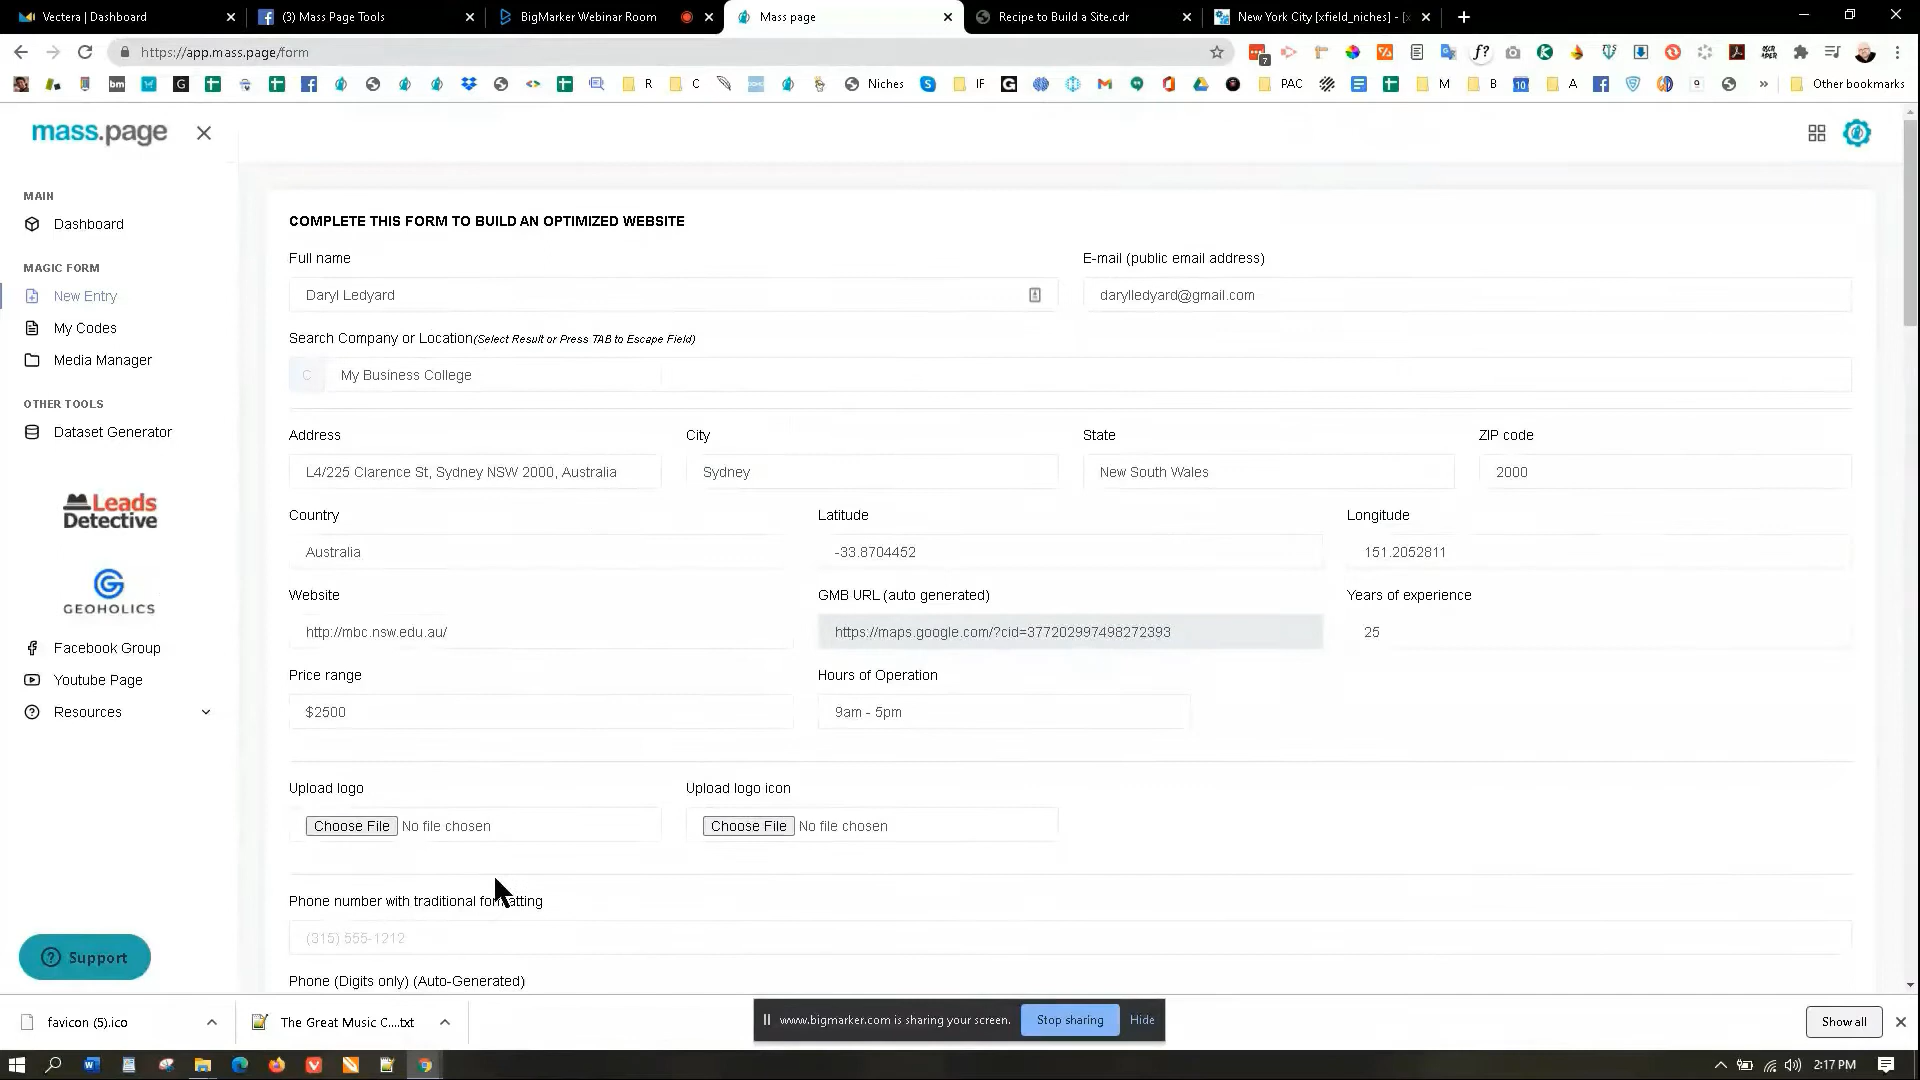 Vectera | Dashboard
(3) Mass Page Tools
BigMarker Webinar Room
Mass page
Recipe to Build a Site.cdr
New York City [xfield_niches] - [x
https://app.mass.page/form
7
f?
bm
G
R
C
Niches
IF
G
PAC
M
B
10
A
9
»
Other bookmarks
mass.page
MAIN
Dashboard
MAGIC FORM
New Entry
My Codes
Media Manager
OTHER TOOLS
Dataset Generator
Leads
Detective
GEOHOLICS
Facebook Group
Youtube Page
Resources
Support
COMPLETE THIS FORM TO BUILD AN OPTIMIZED WEBSITE
Full name
E-mail (public email address)
Daryl Ledyard
darylledyard@gmail.com
Search Company or Location(Select Result or Press TAB to Escape Field)
C
My Business College
Address
City
State
ZIP code
L4/225 Clarence St, Sydney NSW 2000, Australia
Sydney
New South Wales
2000
Country
Latitude
Longitude
Australia
-33.8704452
151.2052811
Website
GMB URL (auto generated)
Years of experience
http://mbc.nsw.edu.au/
https://maps.google.com/?cid=377202997498272393
25
Price range
Hours of Operation
$2500
9am - 5pm
Upload logo
Upload logo icon
Choose File No file chosen
Choose File No file chosen
Phone number with traditional formatting
(315) 555-1212
Phone (Digits only) (Auto-Generated)
favicon (5).ico
The Great Music C....txt
www.bigmarker.com is sharing your screen.
Stop sharing
Hide
Show all
2:17 PM